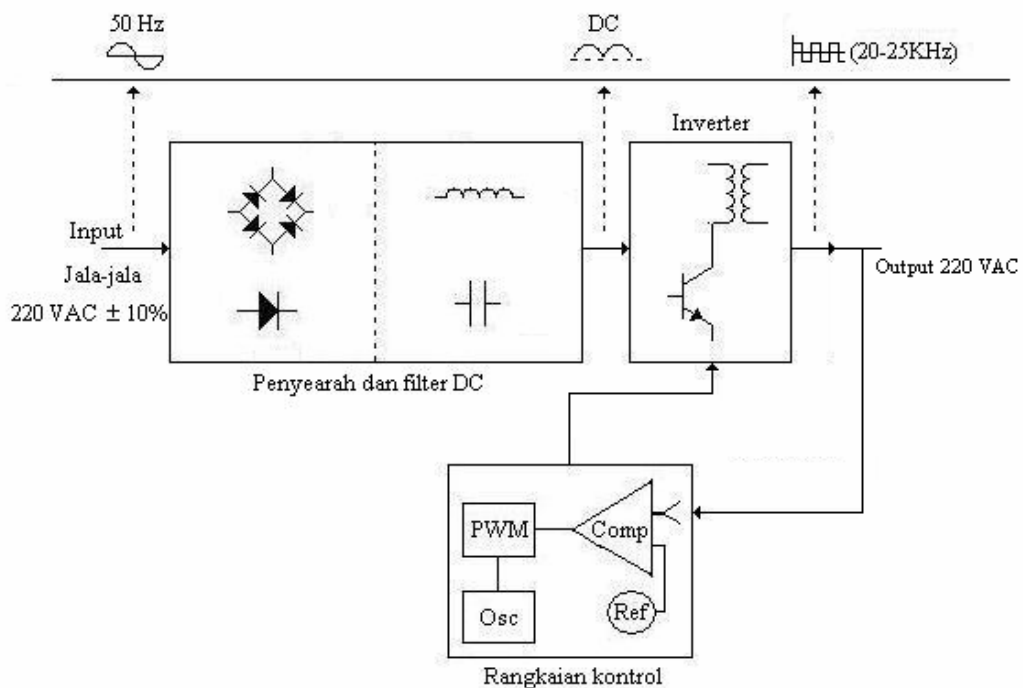 50 Hz
DC
(20-25KHz)
Inverter
Input
Jala-jala
220 VAC ± 10%
Output 220 VAC
Penyearah dan filter DC
PWM
Comp
Osc
Ref
Rangkaian kontrol